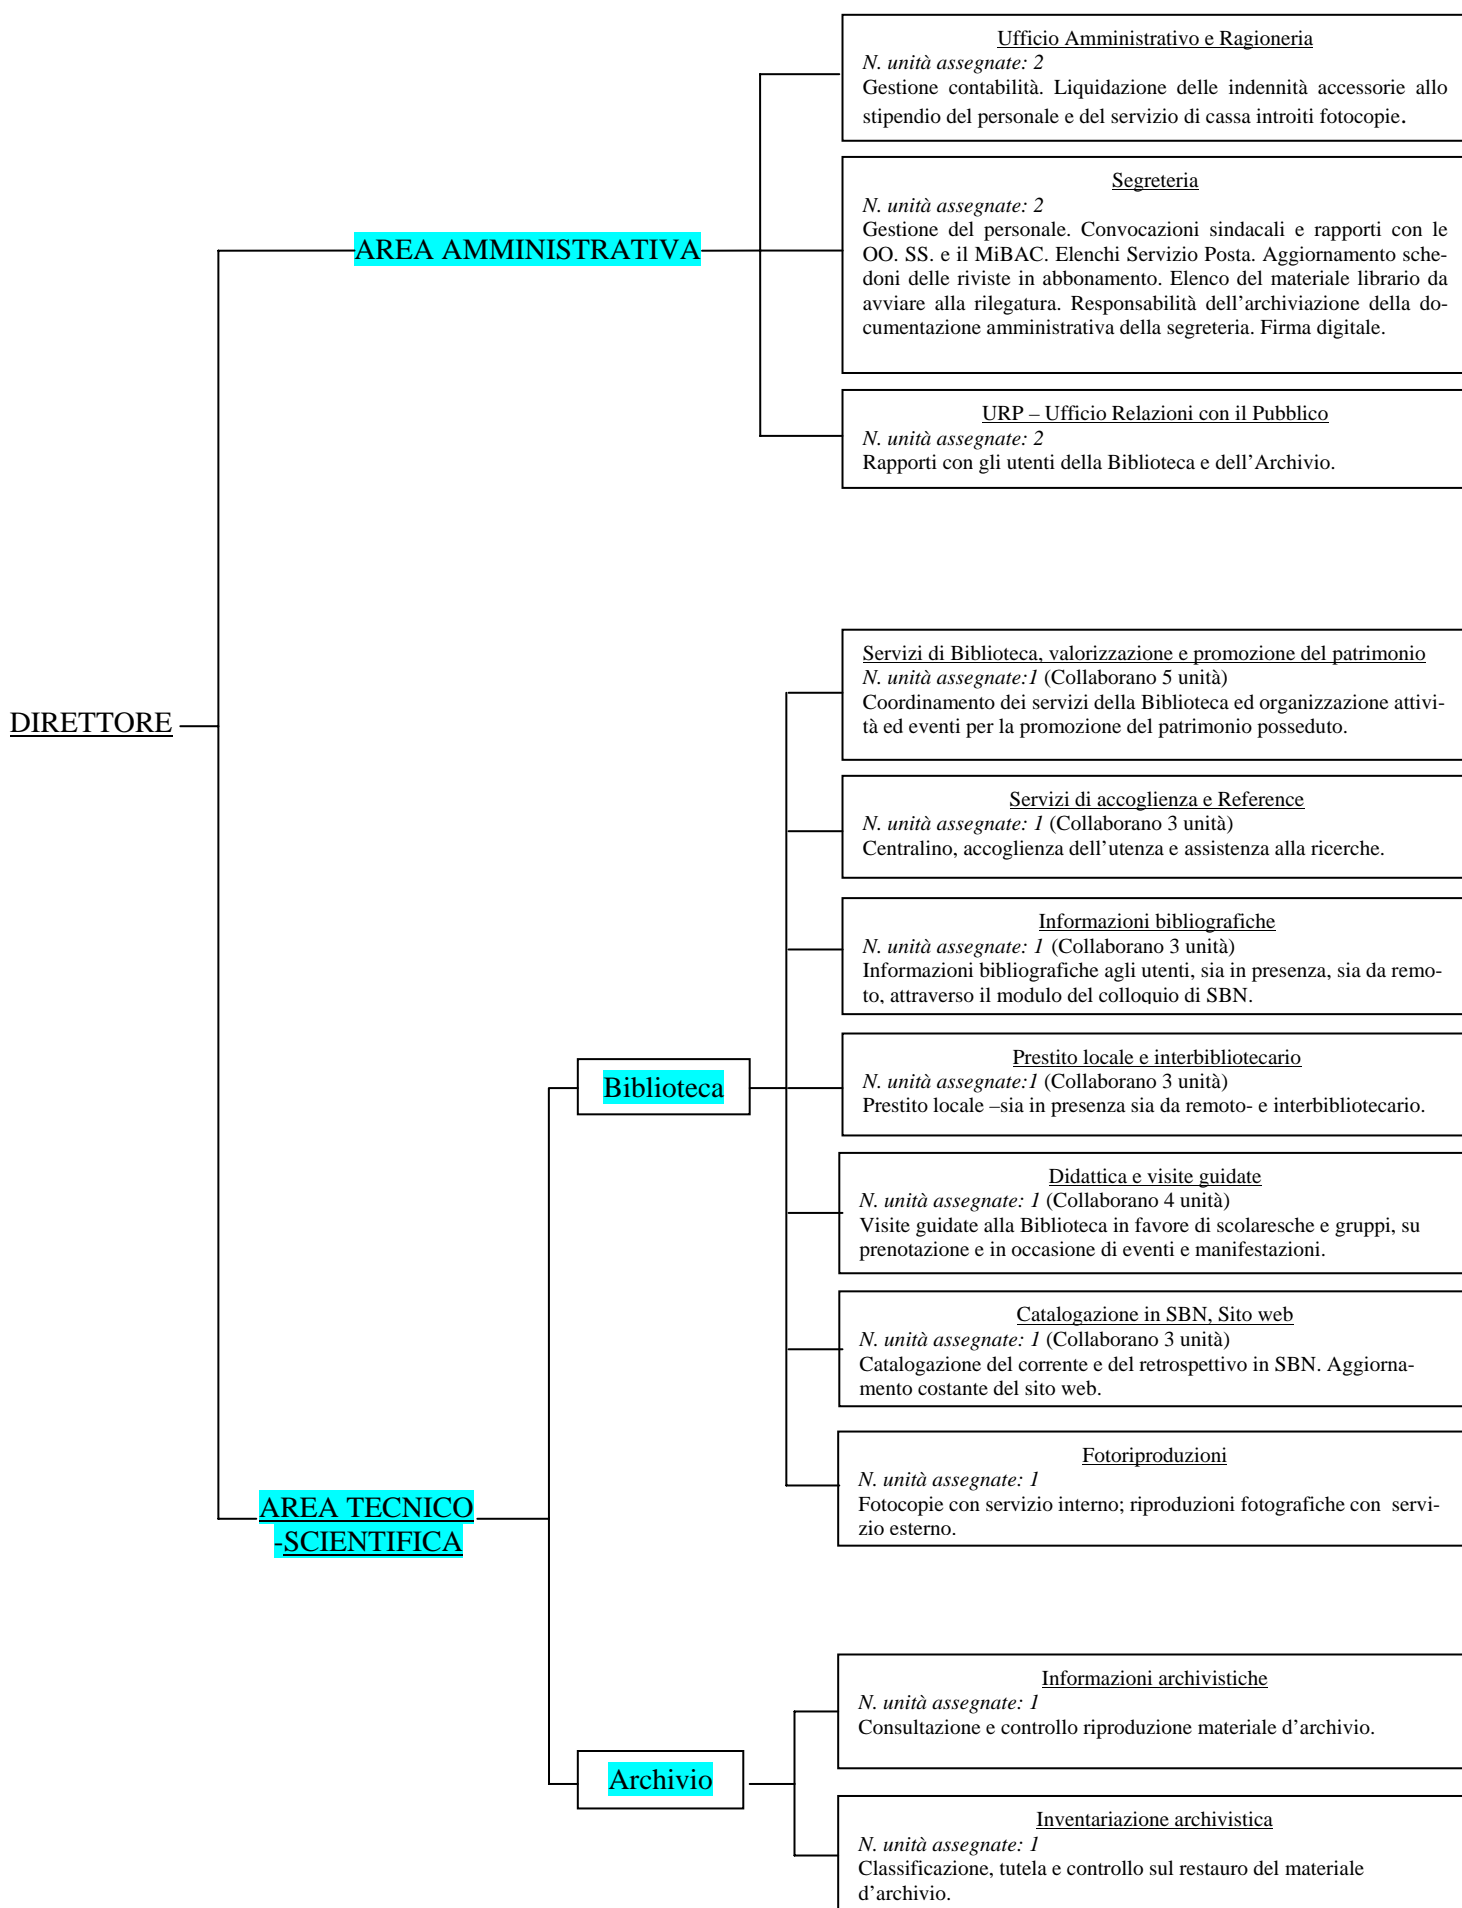 Ufficio Amministrativo e Ragioneria
N. unità assegnate: 2
Gestione contabilità. Liquidazione delle indennità accessorie allo
stipendio del personale e del servizio di cassa introiti fotocopie.
Segreteria
N. unità assegnate: 2
Gestione del personale. Convocazioni sindacali e rapporti con le
OO. SS. e il MiBAC. Elenchi Servizio Posta. Aggiornamento sche-
doni delle riviste in abbonamento. Elenco del materiale librario da
avviare alla rilegatura. Responsabilità dell’archiviazione della do-
cumentazione amministrativa della segreteria. Firma digitale.
AREA AMMINISTRATIVA
URP – Ufficio Relazioni con il Pubblico
N. unità assegnate: 2
Rapporti con gli utenti della Biblioteca e dell’Archivio.
DIRETTORE
Servizi di Biblioteca, valorizzazione e promozione del patrimonio
N. unità assegnate:1 (Collaborano 5 unità)
Coordinamento dei servizi della Biblioteca ed organizzazione attivi-
tà ed eventi per la promozione del patrimonio posseduto.
Servizi di accoglienza e Reference
N. unità assegnate: 1 (Collaborano 3 unità)
Centralino, accoglienza dell’utenza e assistenza alla ricerche.
Informazioni bibliografiche
N. unità assegnate: 1 (Collaborano 3 unità)
Informazioni bibliografiche agli utenti, sia in presenza, sia da remo-
to, attraverso il modulo del colloquio di SBN.
Biblioteca
Prestito locale e interbibliotecario
N. unità assegnate:1 (Collaborano 3 unità)
Prestito locale –sia in presenza sia da remoto- e interbibliotecario.
Didattica e visite guidate
N. unità assegnate: 1 (Collaborano 4 unità)
Visite guidate alla Biblioteca in favore di scolaresche e gruppi, su
prenotazione e in occasione di eventi e manifestazioni.
Catalogazione in SBN, Sito web
N. unità assegnate: 1 (Collaborano 3 unità)
Catalogazione del corrente e del retrospettivo in SBN. Aggiorna-
mento costante del sito web.
Fotoriproduzioni
N. unità assegnate: 1
Fotocopie con servizio interno; riproduzioni fotografiche con servi-
zio esterno.
AREA TECNICO
-SCIENTIFICA
Informazioni archivistiche
N. unità assegnate: 1
Consultazione e controllo riproduzione materiale d’archivio.
Archivio
Inventariazione archivistica
N. unità assegnate: 1
Classificazione, tutela e controllo sul restauro del materiale
d’archivio.